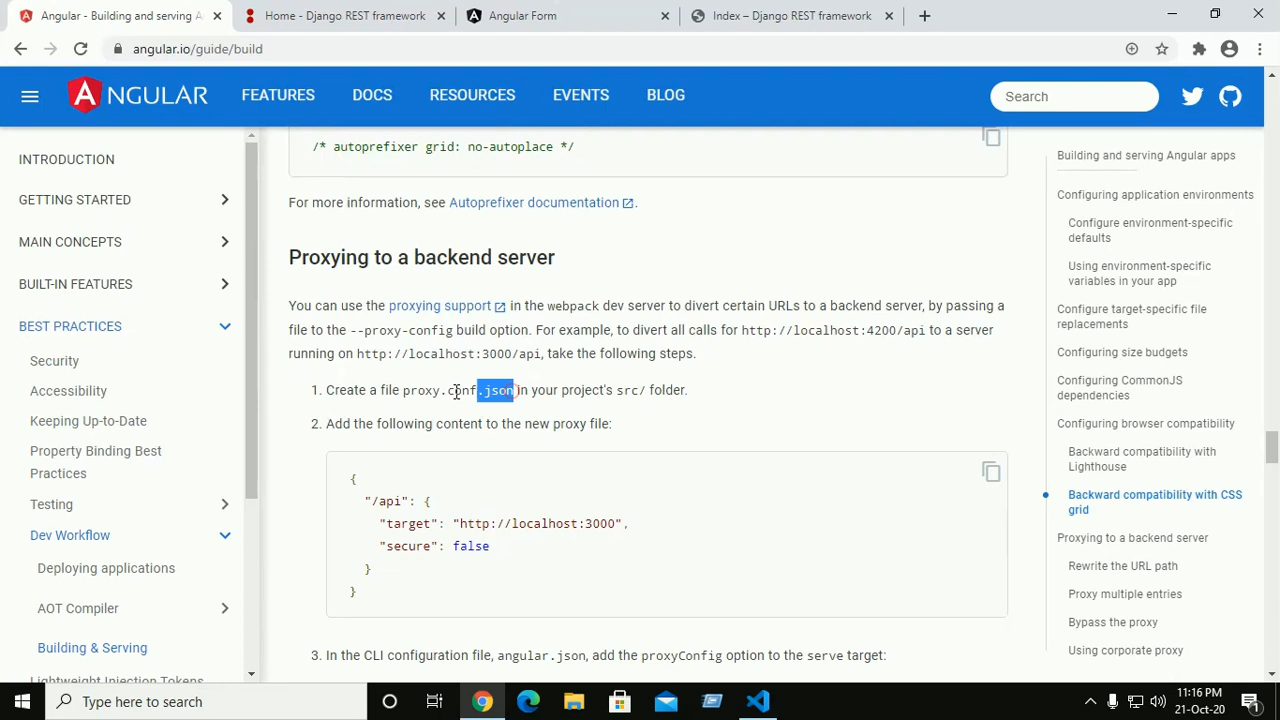 Angular - Building and serving A
Home - Django REST framework
Angular Form
Index – Django REST framework
angular.io/guide/build
ANGULAR
FEATURES
DOCS
RESOURCES
EVENTS
BLOG
Search
INTRODUCTION
GETTING STARTED
MAIN CONCEPTS
BUILT-IN FEATURES
BEST PRACTICES
Security
Accessibility
Keeping Up-to-Date
Property Binding Best
Practices
Testing
Dev Workflow
Deploying applications
AOT Compiler
Building & Serving
Lightweight Injection Tokens
/* autoprefixer grid: no-autoplace */
For more information, see Autoprefixer documentation.
Proxying to a backend server
You can use the proxying support in the webpack dev server to divert certain URLs to a backend server, by passing a
file to the --proxy-config build option. For example, to divert all calls for http://localhost:4200/api to a server
running on http://localhost:3000/api, take the following steps.
1. Create a file proxy.conf.json in your project's src/ folder.
2. Add the following content to the new proxy file:
{
"/api": {
"target": "http://localhost:3000",
"secure": false
}
}
3. In the CLI configuration file, angular.json, add the proxyConfig option to the serve target:
Building and serving Angular apps
Configuring application environments
Configure environment-specific
defaults
Using environment-specific
variables in your app
Configure target-specific file
replacements
Configuring size budgets
Configuring CommonJS
dependencies
Configuring browser compatibility
Backward compatibility with
Lighthouse
Backward compatibility with CSS
grid
Proxying to a backend server
Rewrite the URL path
Proxy multiple entries
Bypass the proxy
Using corporate proxy
Type here to search
11:16 PM
21-Oct-20
1